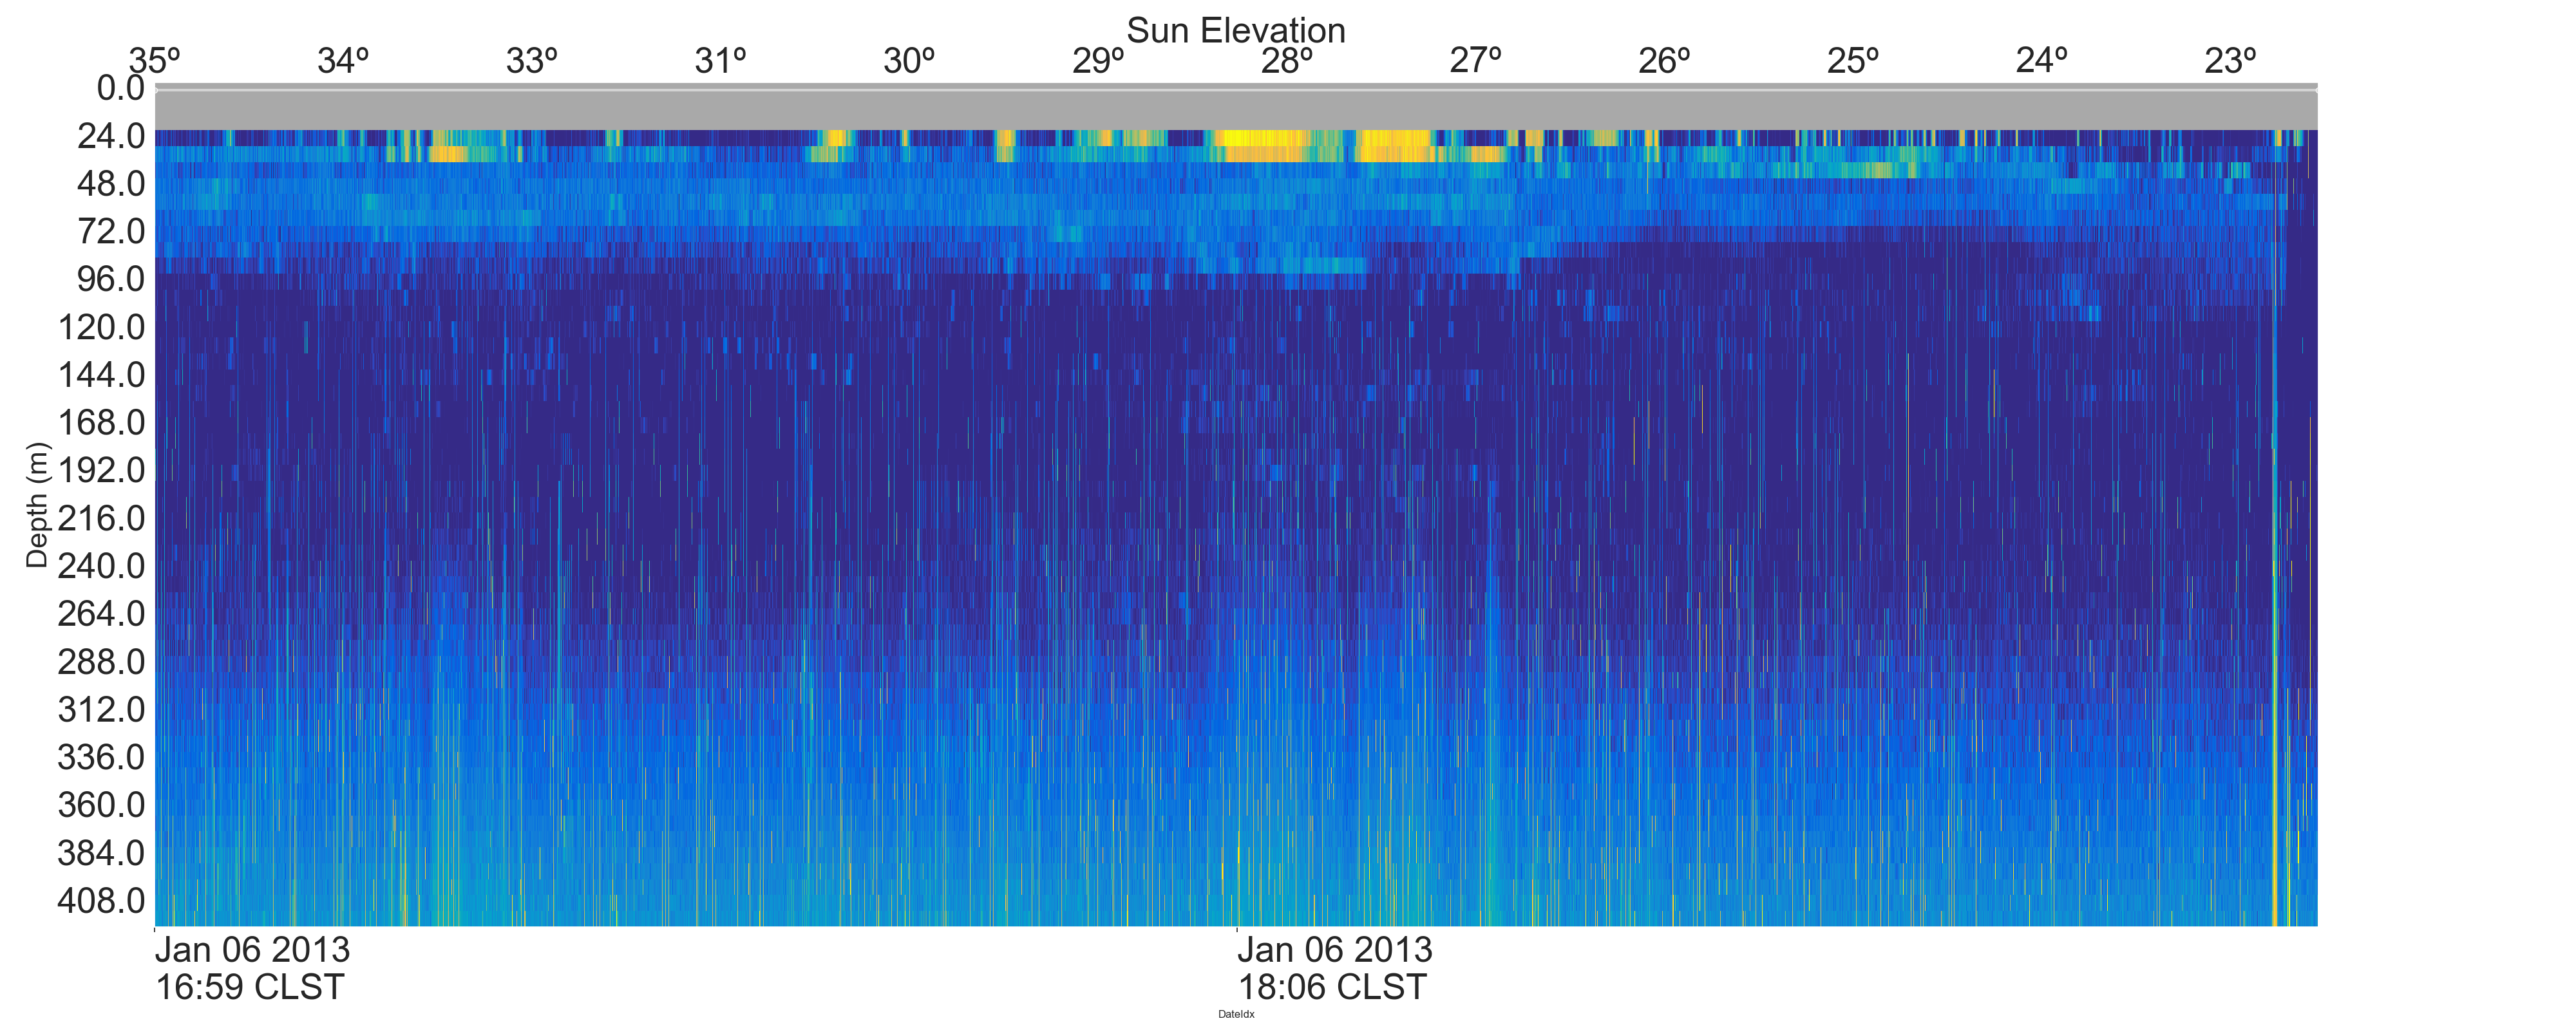 Sun Elevation
35º 34º 33º 31º 30º 29º 28º 27º 26º 25º 24º 23º
0.0
24.0
48.0
72.0
96.0
120.0
144.0
168.0
192.0
216.0
240.0
264.0
288.0
312.0
336.0
360.0
384.0
408.0
Depth (m)
Jan 06 2013
16:59 CLST
Jan 06 2013
18:06 CLST
DateIdx